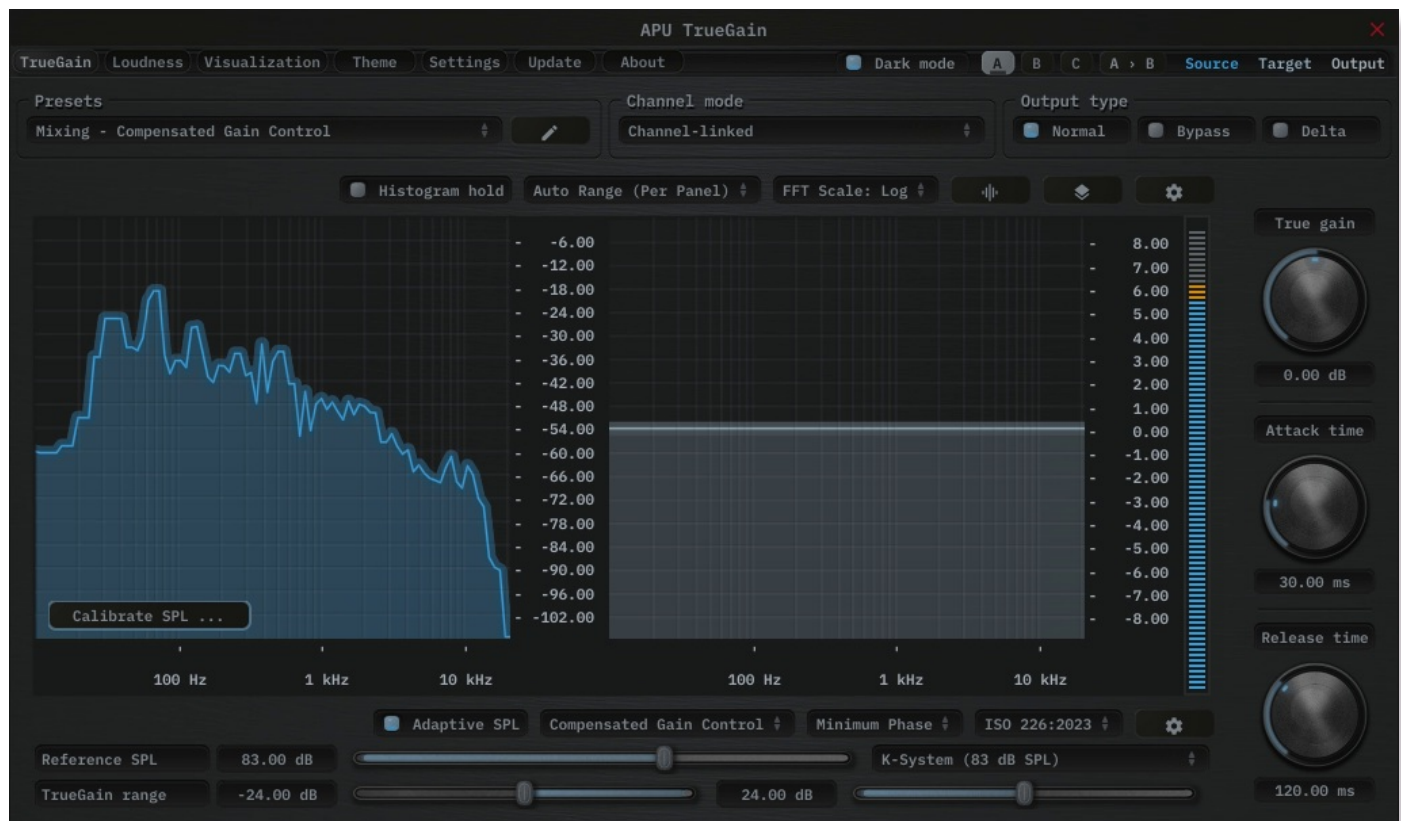 APU TrueGain
TrueGain Loudness Visualization Theme Settings Update About Dark mode A B C A › B Source Target Output
Presets Channel mode Output type
Mixing - Compensated Gain Control Channel-linked Normal Bypass Delta
Histogram hold Auto Range (Per Panel) FFT Scale: Log
True gain
- -6.00 - 8.00
- -12.00 - 7.00
- -18.00 - 6.00
- -24.00 - 5.00
- -30.00 - 4.00
- -36.00 - 3.00
0.00 dB
- -42.00 - 2.00
- -48.00 - 1.00
- -54.00 - 0.00
Attack time
- -60.00 - -1.00
- -66.00 - -2.00
- -72.00 - -3.00
- -78.00 - -4.00
- -84.00 - -5.00
- -90.00 - -6.00
30.00 ms
- -96.00 - -7.00
Calibrate SPL ... - -102.00 - -8.00
Release time
100 Hz 1 kHz 10 kHz 100 Hz 1 kHz 10 kHz
Adaptive SPL Compensated Gain Control Minimum Phase ISO 226:2023
Reference SPL 83.00 dB K-System (83 dB SPL)
TrueGain range -24.00 dB 24.00 dB 120.00 ms